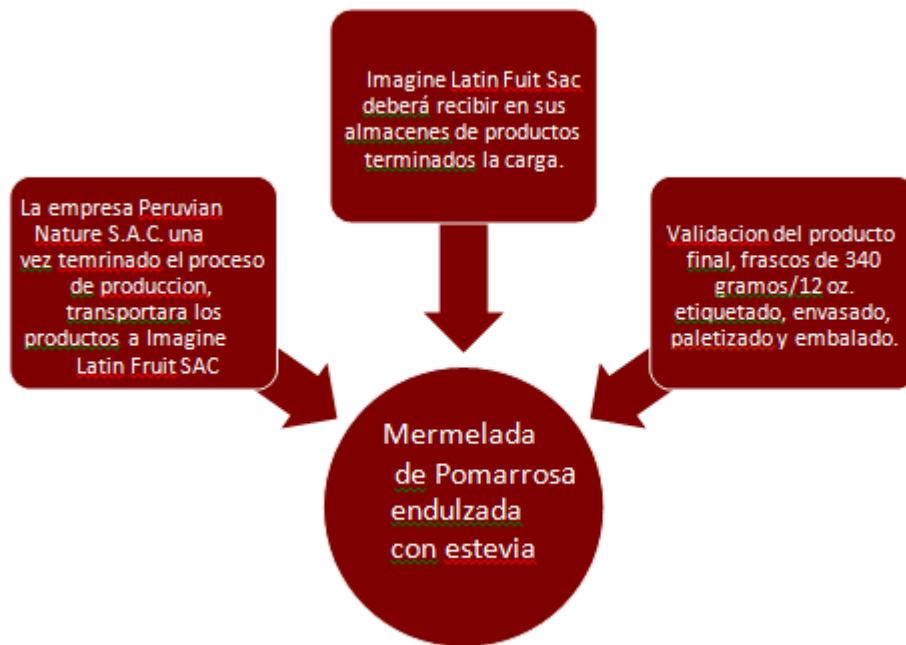 Imagine Latin Fuit Sac
deberá recibir en sus
almacenes de productos
terminados la carga.
La empresa Peruvian
Nature S.A.C. una
vez temrinado el proceso
de produccion,
transportara los
productos a Imagine
Latin Fruit SAC
Validacion del producto
final, frascos de 340
gramos/12 oz.
etiquetado, envasado,
paletizado y embalado.
Mermelada
de Pomarrosa
endulzada
con estevia